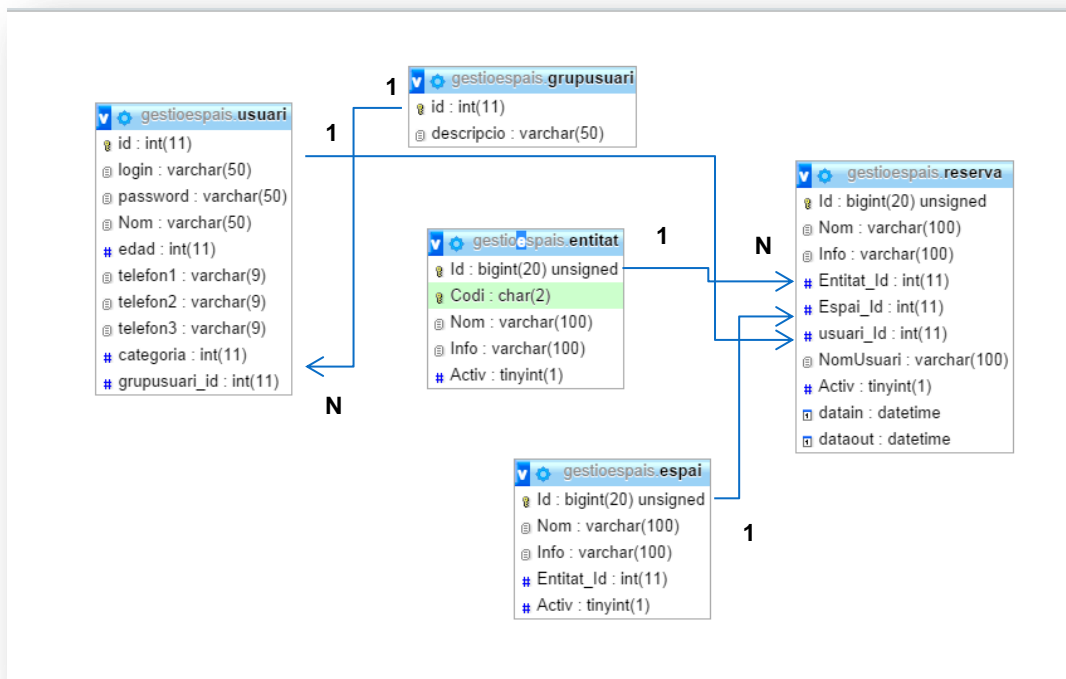 gestioespais.usuari
id : int(11)
login : varchar(50)
password : varchar(50)
Nom : varchar(50)
edad : int(11)
telefon1 : varchar(9)
telefon2 : varchar(9)
telefon3 : varchar(9)
categoria : int(11)
grupusuari_id : int(11)
1
1
N
gestioespais.grupusuari
id : int(11)
descripcio : varchar(50)
gestioespais.entitat
Id : bigint(20) unsigned
Codi : char(2)
Nom : varchar(100)
Info : varchar(100)
Activ : tinyint(1)
1
N
gestioespais.espai
Id : bigint(20) unsigned
Nom : varchar(100)
Info : varchar(100)
Entitat_Id : int(11)
Activ : tinyint(1)
1
gestioespais.reserva
Id : bigint(20) unsigned
Nom : varchar(100)
Info : varchar(100)
Entitat_Id : int(11)
Espai_Id : int(11)
usuari_Id : int(11)
NomUsuari : varchar(100)
Activ : tinyint(1)
datain : datetime
dataout : datetime